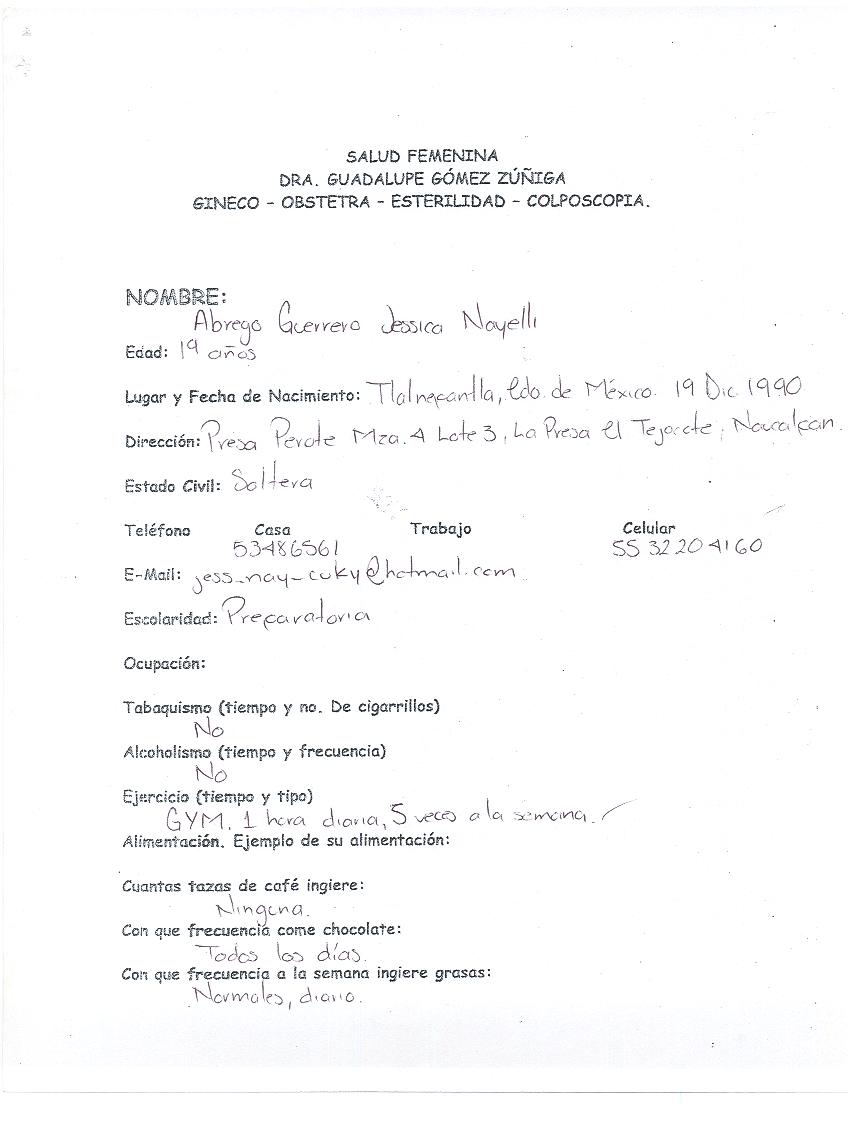 SALUD FEMENINA
DRA. GUADALUPE GÓMEZ ZÚÑIGA
GINECO - OBSTETRA - ESTERILIDAD - COLPOSCOPIA.
NOMBRE:
Abrego Guerrero Jessica Nayelli
Edad: 19 años
Lugar y Fecha de Nacimiento: Tlalnepantla, Edo. de México. 19 Dic. 1990
Dirección: Presa Perote Mza. 4 Lote 3, La Presa el Tejocote, Naucalpan.
Estado Civil: Soltera
Teléfono Casa Trabajo Celular
53486561 55 32 20 41 60
E-Mail: jess_nay_cuky@hotmail.com
Escolaridad: Preparatoria
Ocupación:
Tabaquismo (tiempo y no. De cigarrillos)
No
Alcoholismo (tiempo y frecuencia)
No
Ejercicio (tiempo y tipo)
GYM, 1 hora diaria, 5 veces a la semana.
Alimentación. Ejemplo de su alimentación:
Cuantas tazas de café ingiere:
Ninguna.
Con que frecuencia come chocolate:
Todos los días.
Con que frecuencia a la semana ingiere grasas:
Normales, diario.